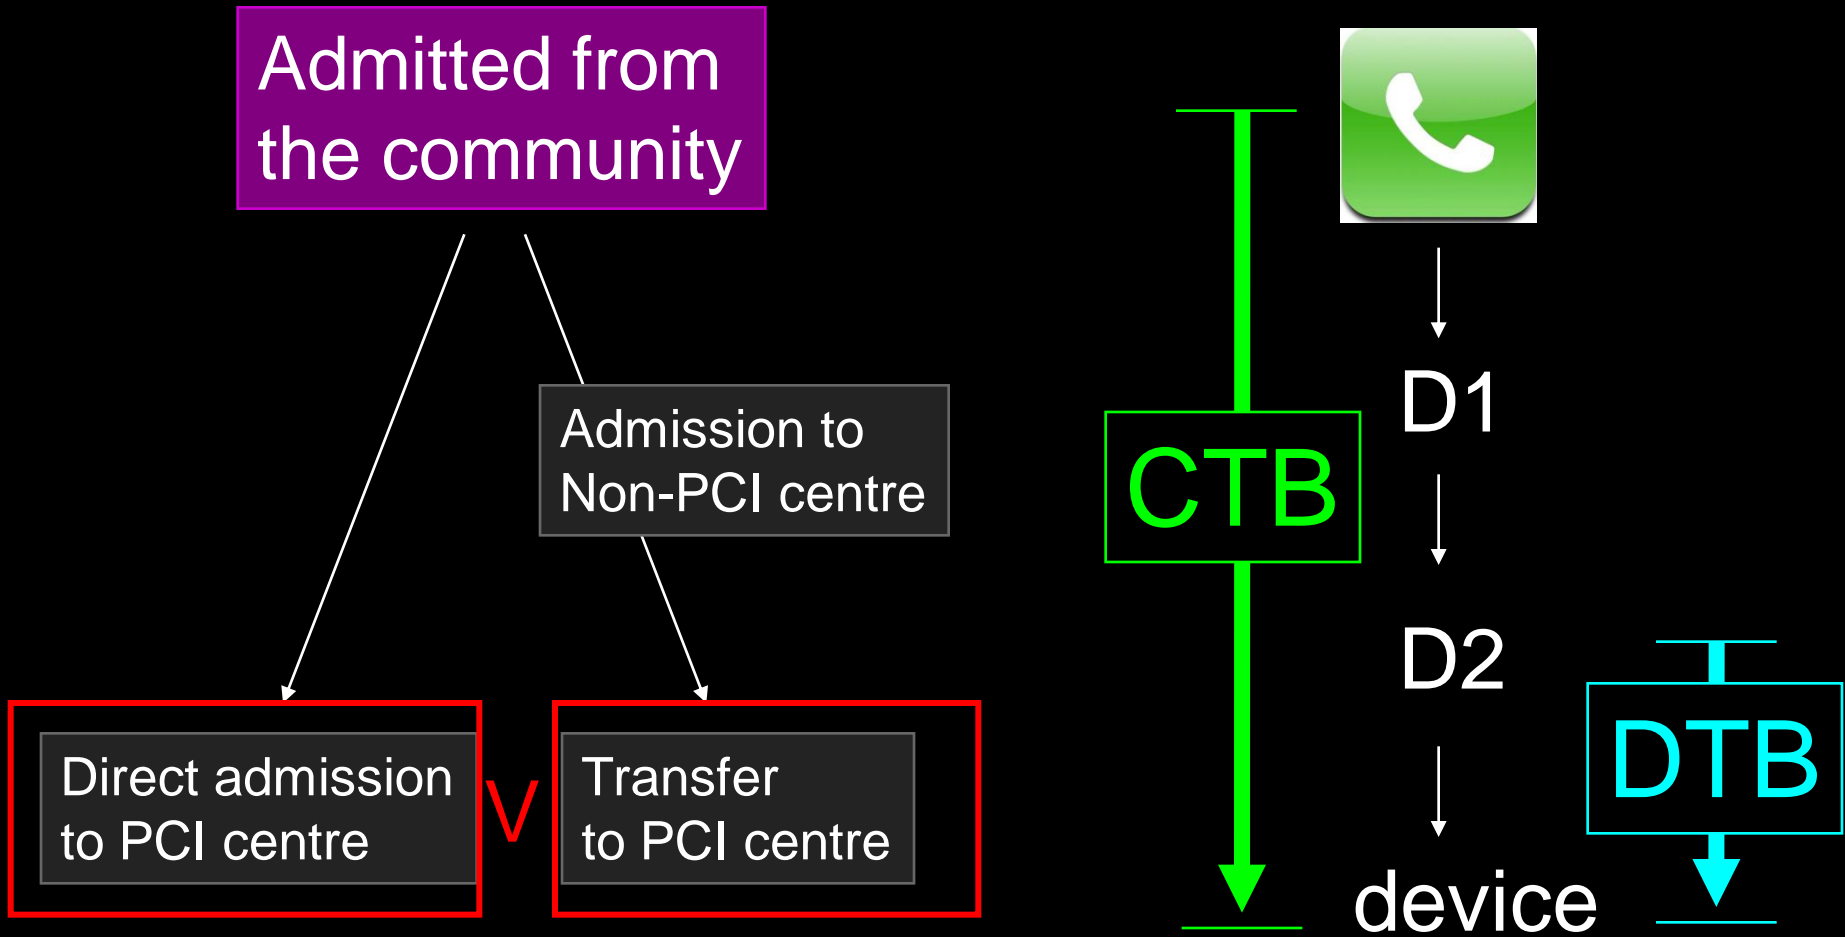 Admitted from
the community
Admission to
Non-PCI centre
Direct admission
to PCI centre
V
Transfer
to PCI centre
CTB
D1
D2
device
DTB